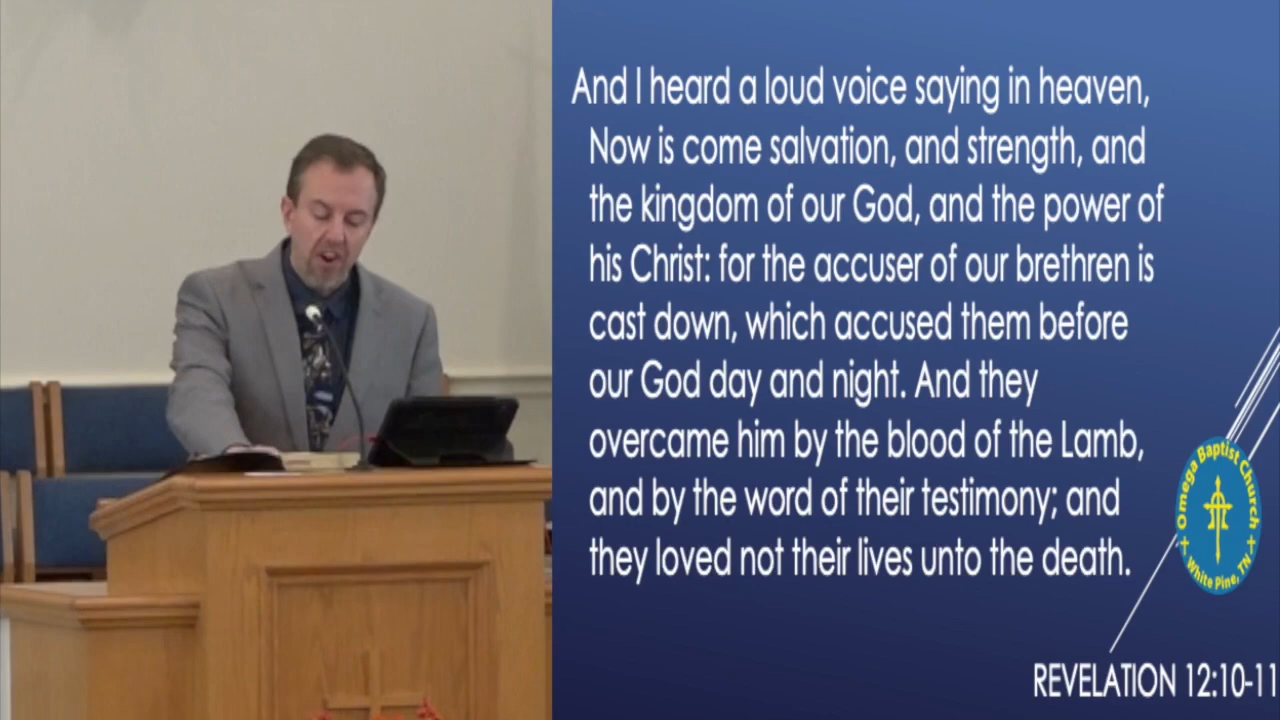 And I heard a loud voice saying in heaven,
Now is come salvation, and strength, and
the kingdom of our God, and the power of
his Christ: for the accuser of our brethren is
cast down, which accused them before
our God day and night. And they
overcame him by the blood of the Lamb,
and by the word of their testimony; and
they loved not their lives unto the death.
Omega Baptist Church
White Pine, TN
REVELATION 12:10-11